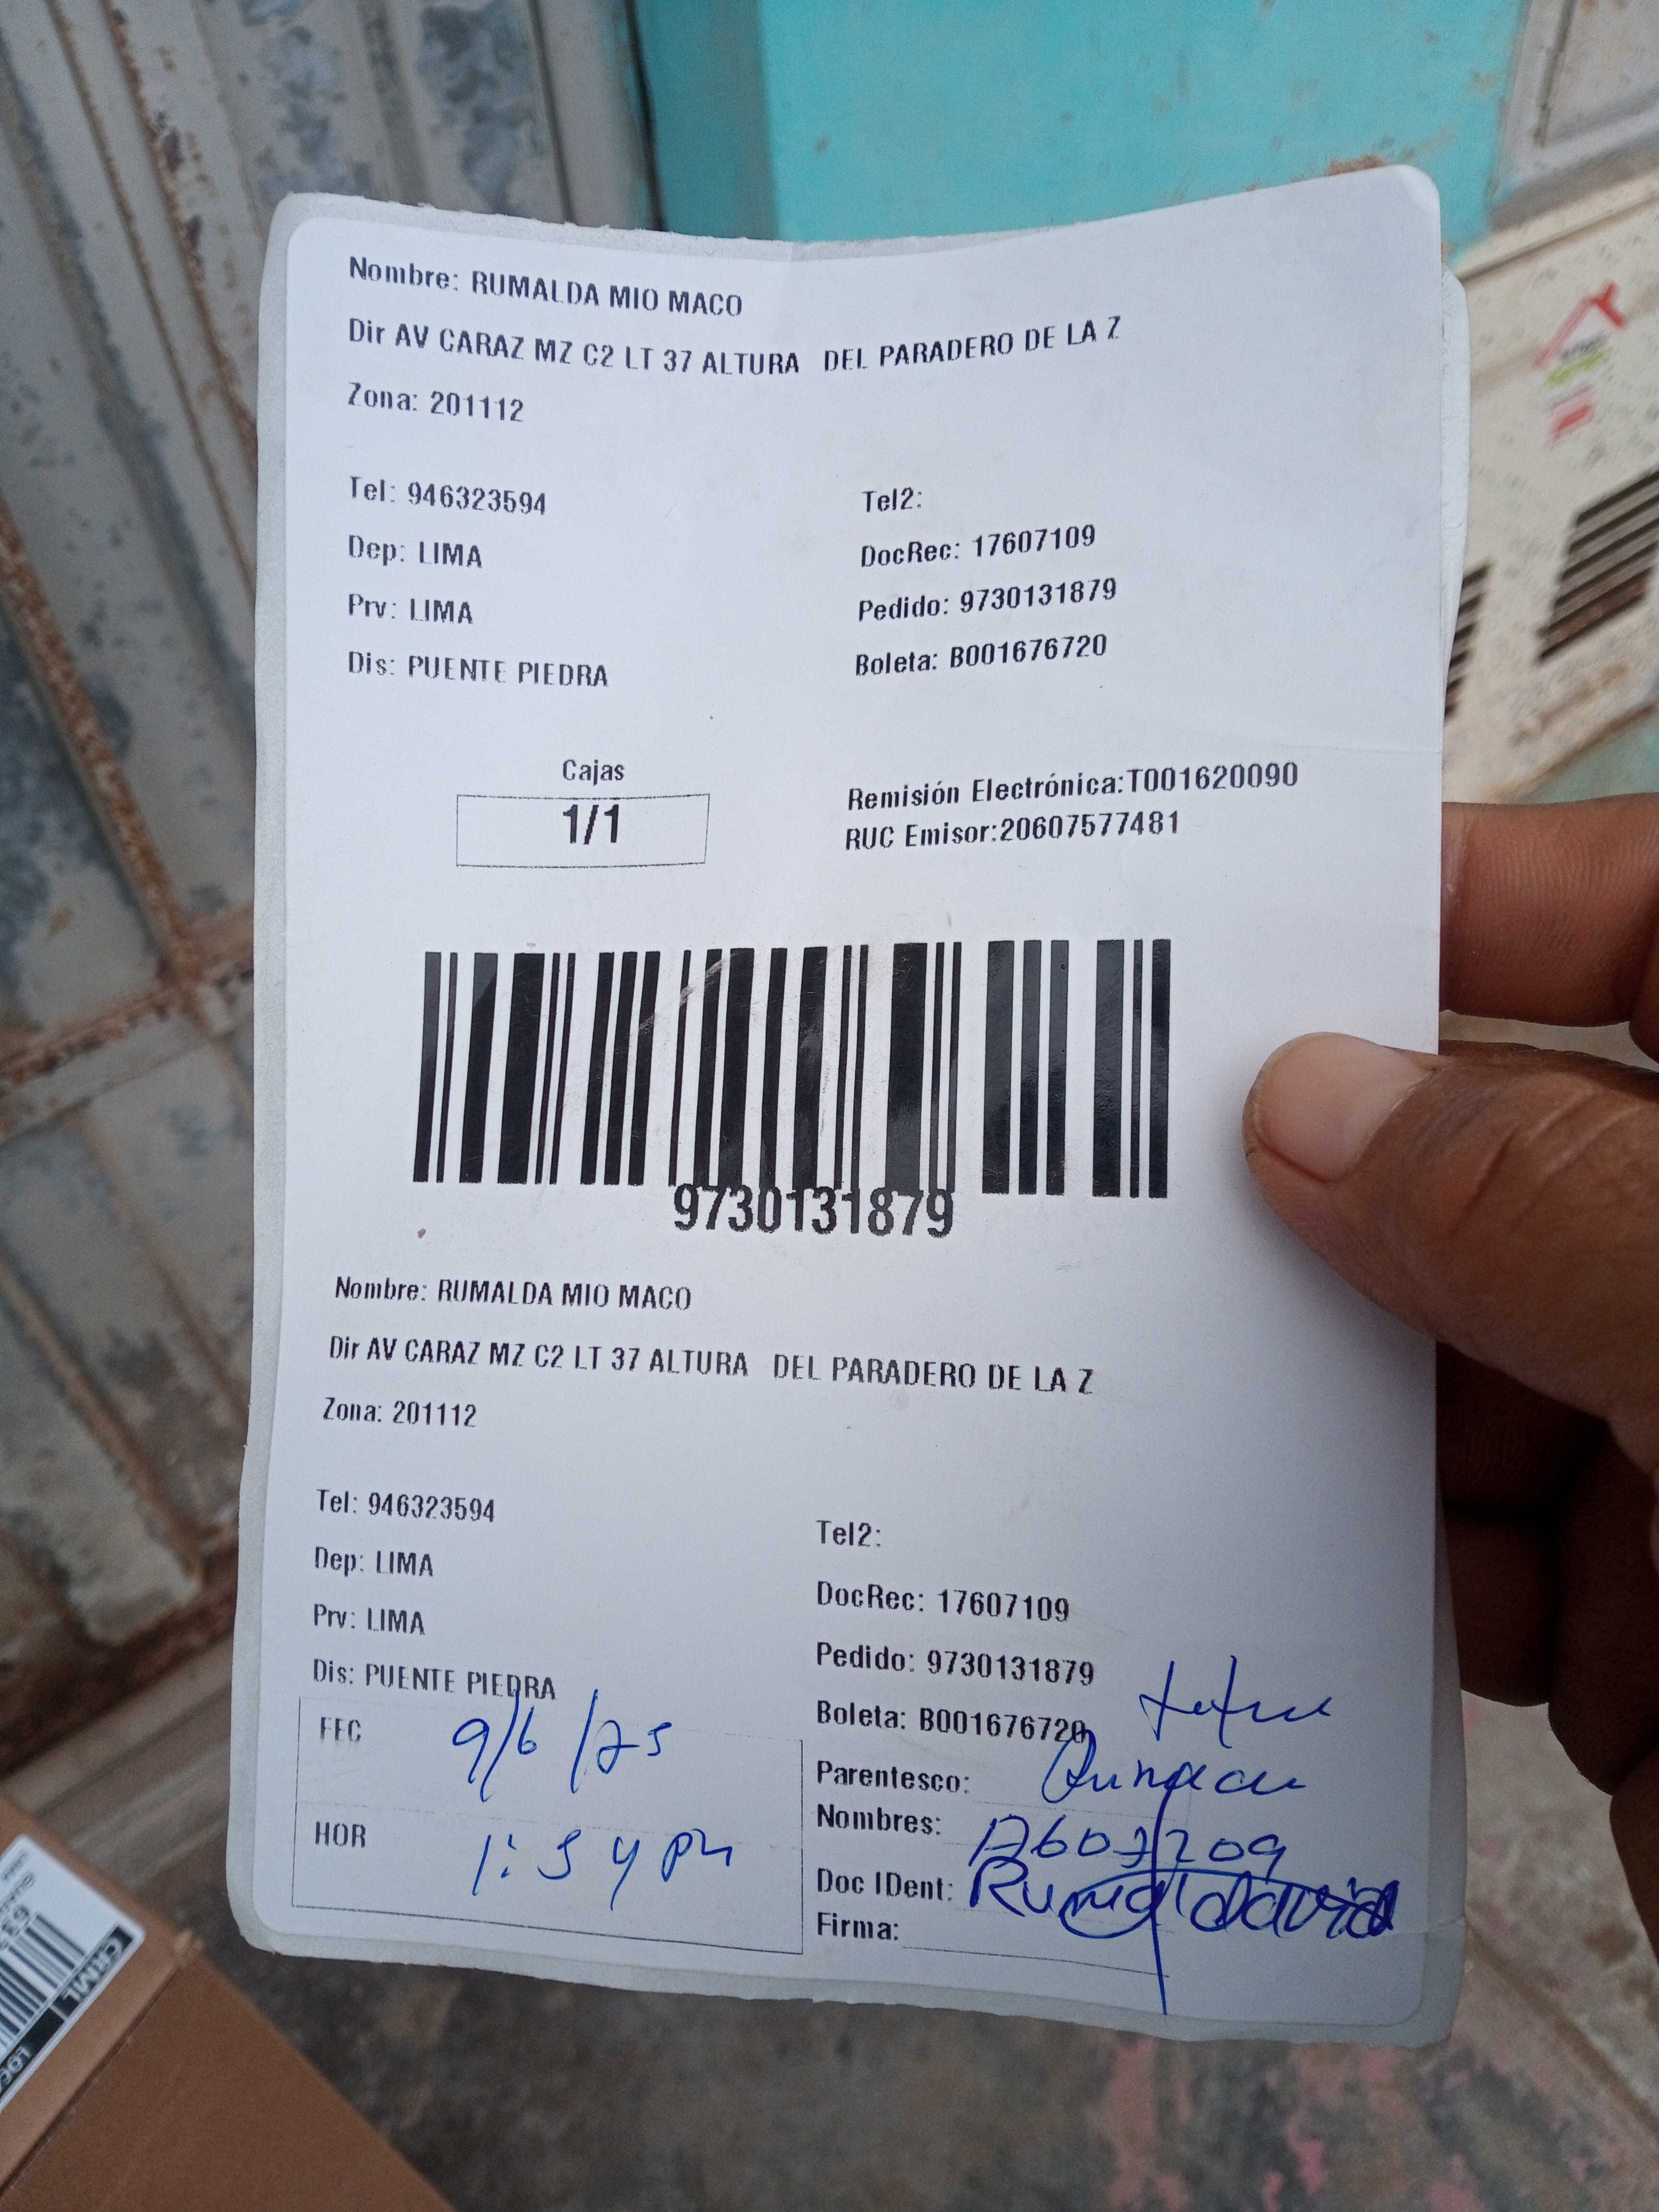 Nombre: RUMALDA MIO MACO
Dir AV CARAZ MZ C2 LT 37 ALTURA DEL PARADERO DE LA Z
Zona: 201112
Tel: 946323594
Tel2:
Dep: LIMA
DocRec: 17607109
Prv: LIMA
Pedido: 9730131879
Dis: PUENTE PIEDRA
Boleta: B001676720
Cajas
1/1
Remisión Electrónica:T001620090
RUC Emisor:20607577481
9730131879
Nombre: RUMALDA MIO MACO
Dir AV CARAZ MZ C2 LT 37 ALTURA DEL PARADERO DE LA Z
Zona: 201112
Tel: 946323594
Tel2:
Dep: LIMA
DocRec: 17607109
Prv: LIMA
Pedido: 9730131879
Dis: PUENTE PIEDRA
Boleta: B001676720
FEC 9/6/25
Parentesco:
Nombres:
HOR
Doc IDent:
Firma: